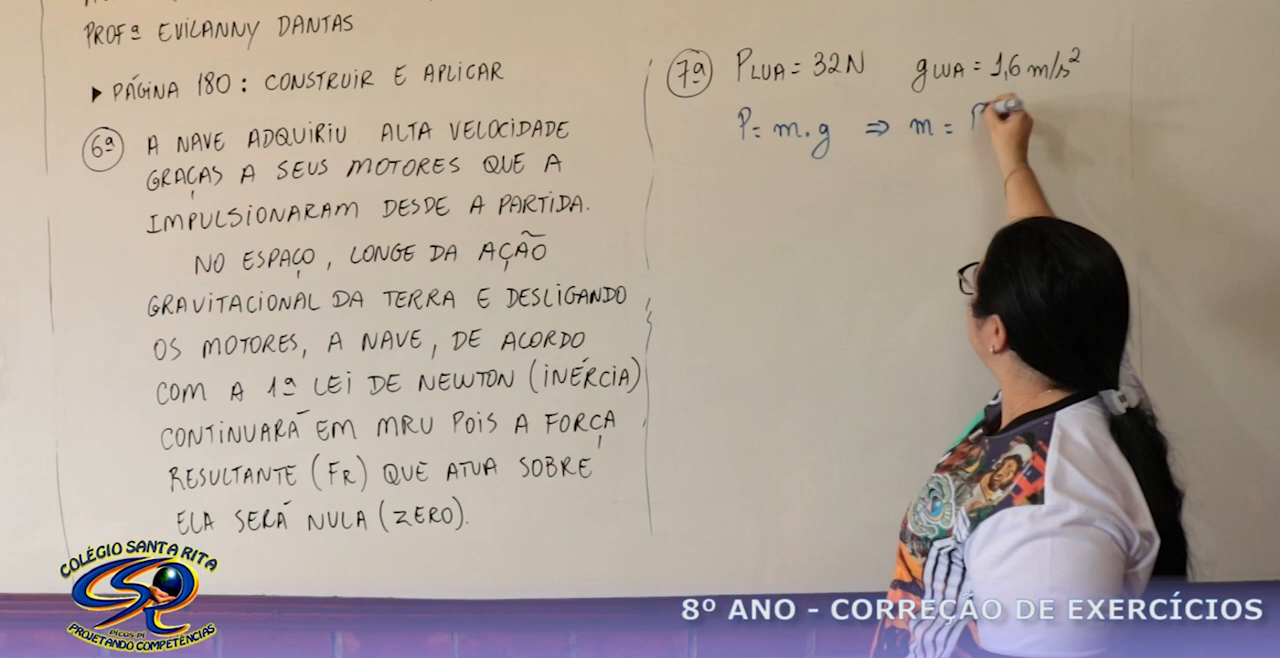 PROFª EVILANNY DANTAS
▶ PÁGINA 180: CONSTRUIR E APLICAR
6ª A NAVE ADQUIRIU ALTA VELOCIDADE
GRAÇAS A SEUS MOTORES QUE A
IMPULSIONARAM DESDE A PARTIDA.
NO ESPAÇO, LONGE DA AÇÃO
GRAVITACIONAL DA TERRA E DESLIGANDO
OS MOTORES, A NAVE, DE ACORDO
COM A 1ª LEI DE NEWTON (INÉRCIA)
CONTINUARÁ EM MRU POIS A FORÇA
RESULTANTE (FR) QUE ATUA SOBRE
ELA SERÁ NULA (ZERO).
7ª PLUA = 32N gLUA = 1,6 m/s²
P = m.g ⇒ m =
COLÉGIO SANTA RITA
CSR
PICOS-PI
PROJETANDO COMPETÊNCIAS
8º ANO - CORREÇÃO DE EXERCÍCIOS